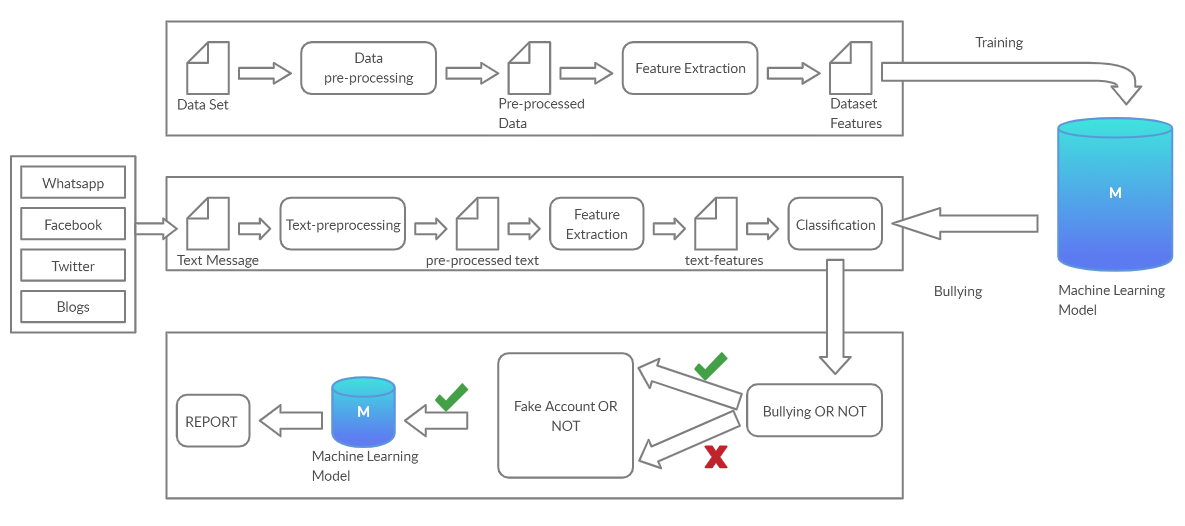 Training
Data
pre-processing
Feature Extraction
Data Set
Pre-processed
Data
Dataset
Features
M
Whatsapp
Facebook
Twitter
Blogs
Text-preprocessing
Feature
Extraction
Classification
Text Message
pre-processed text
text-features
Bullying
Machine Learning
Model
REPORT
M
Machine Learning
Model
Fake Account OR
NOT
Bullying OR NOT